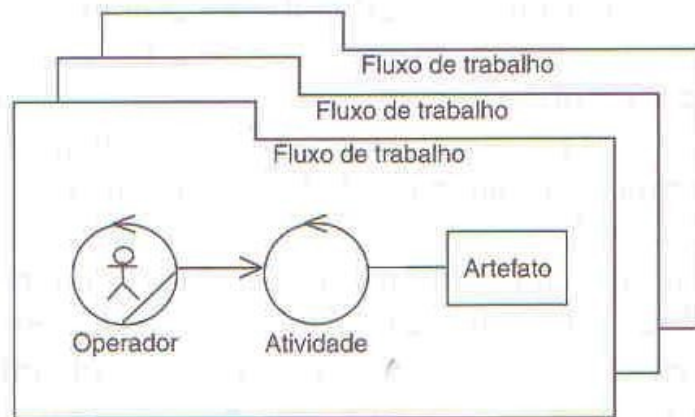 Fluxo de trabalho
Fluxo de trabalho
Fluxo de trabalho
Artefato
Operador
Atividade